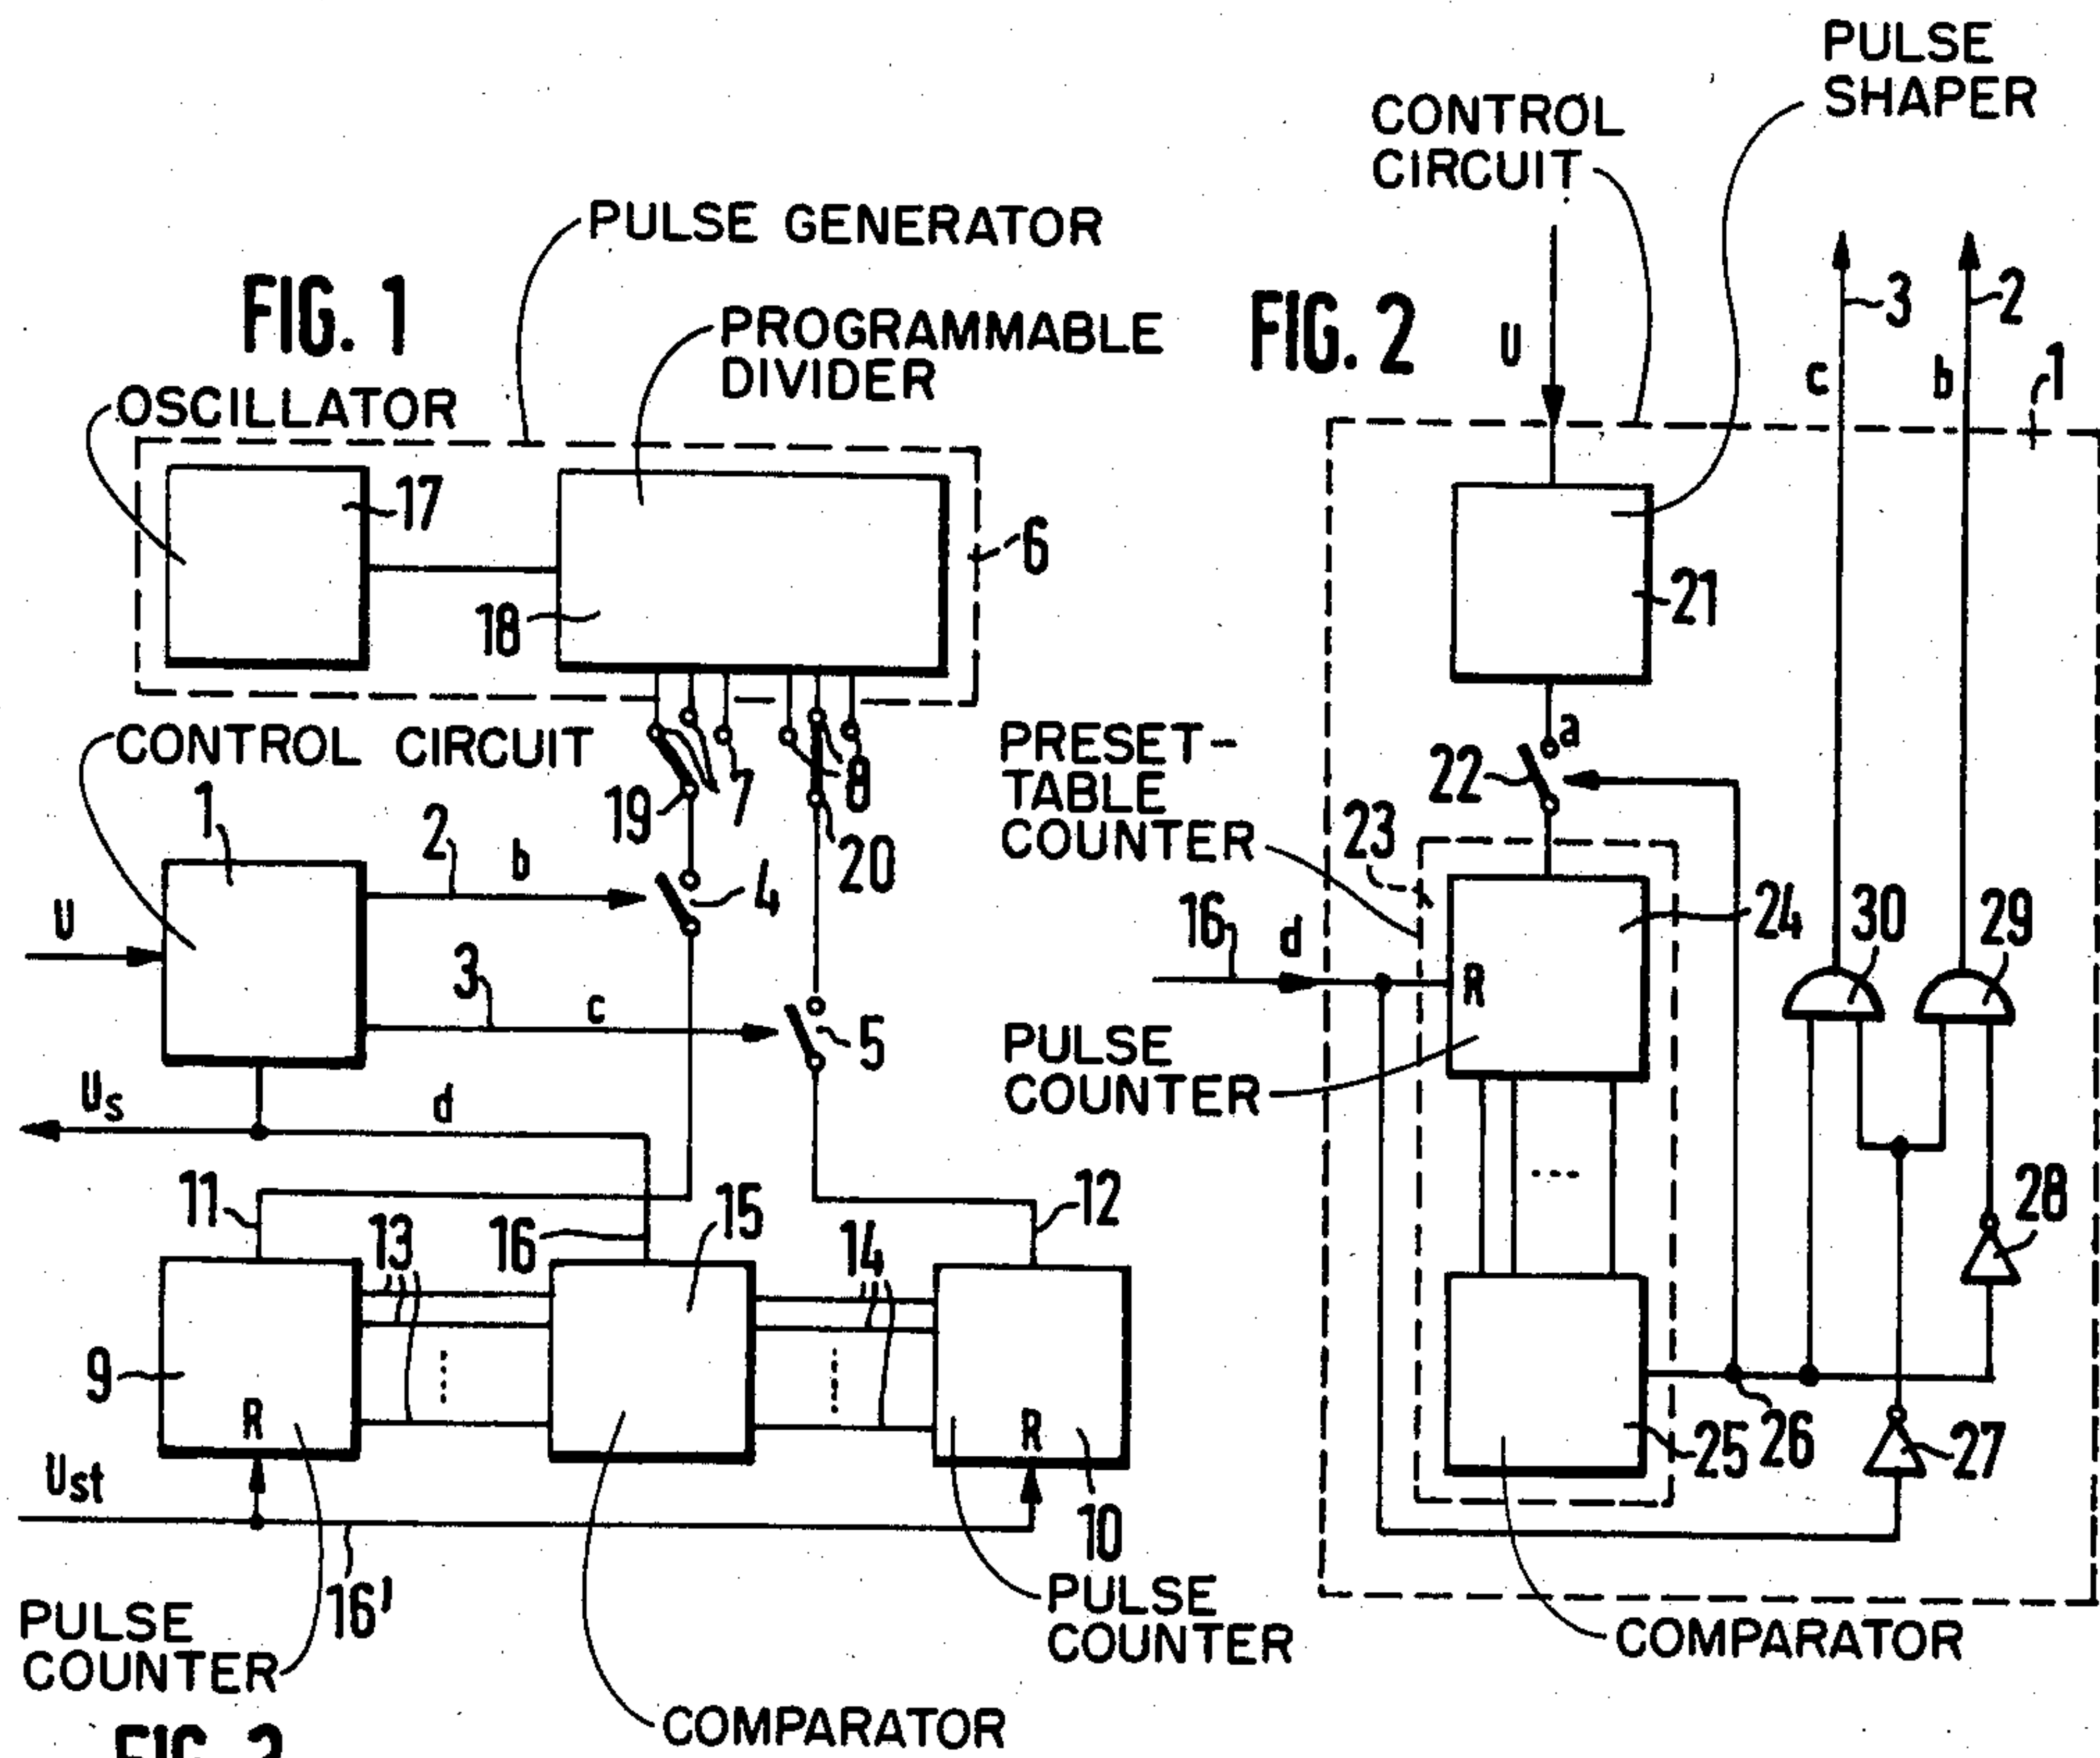 FIG. 1
PULSE GENERATOR
PROGRAMMABLE
DIVIDER
OSCILLATOR
17
18
6
CONTROL CIRCUIT
1
2
b
19
7
8
20
4
U
3
c
5
Us
d
11
13
16
15
14
12
9
R
R
10
Ust
16'
PULSE
COUNTER
COMPARATOR
PULSE
COUNTER
FIG. 2
CONTROL
CIRCUIT
PULSE
SHAPER
U
3
2
c
b
1
21
a
22
PRESET-
TABLE
COUNTER
23
24
30
29
16
d
R
PULSE
COUNTER
28
25
26
27
COMPARATOR